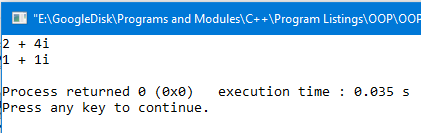 "E:\GoogleDisk\Programs and Modules\C++\Program Listings\OOP\OOP
2 + 4i
1 + 1i
Process returned 0 (0x0)   execution time : 0.035 s
Press any key to continue.